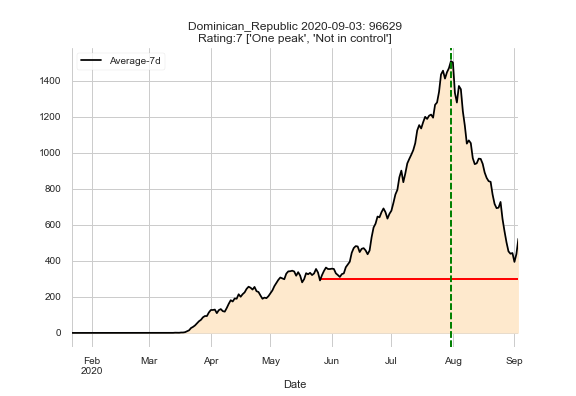 Dominican_Republic 2020-09-03: 96629
Rating:7 ['One peak', 'Not in control']
Average-7d
1400
1200
1000
800
600
400
200
0
Feb Mar Apr May Jun Jul Aug Sep
2020
Date